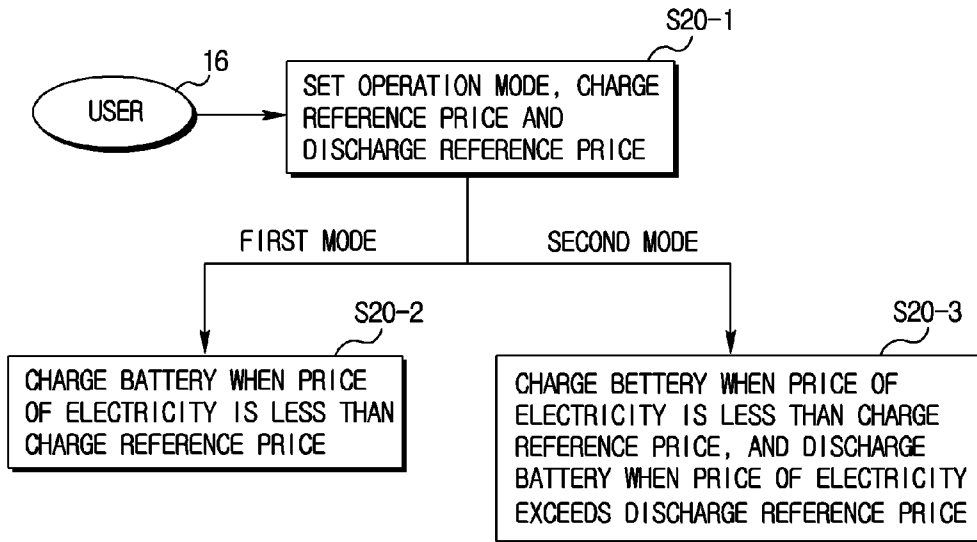 S20-1
16
USER
SET OPERATION MODE, CHARGE
REFERENCE PRICE AND
DISCHARGE REFERENCE PRICE
FIRST MODE
SECOND MODE
S20-2
CHARGE BATTERY WHEN PRICE
OF ELECTRICITY IS LESS THAN
CHARGE REFERENCE PRICE
S20-3
CHARGE BETTERY WHEN PRICE OF
ELECTRICITY IS LESS THAN CHARGE
REFERENCE PRICE, AND DISCHARGE
BATTERY WHEN PRICE OF ELECTRICITY
EXCEEDS DISCHARGE REFERENCE PRICE